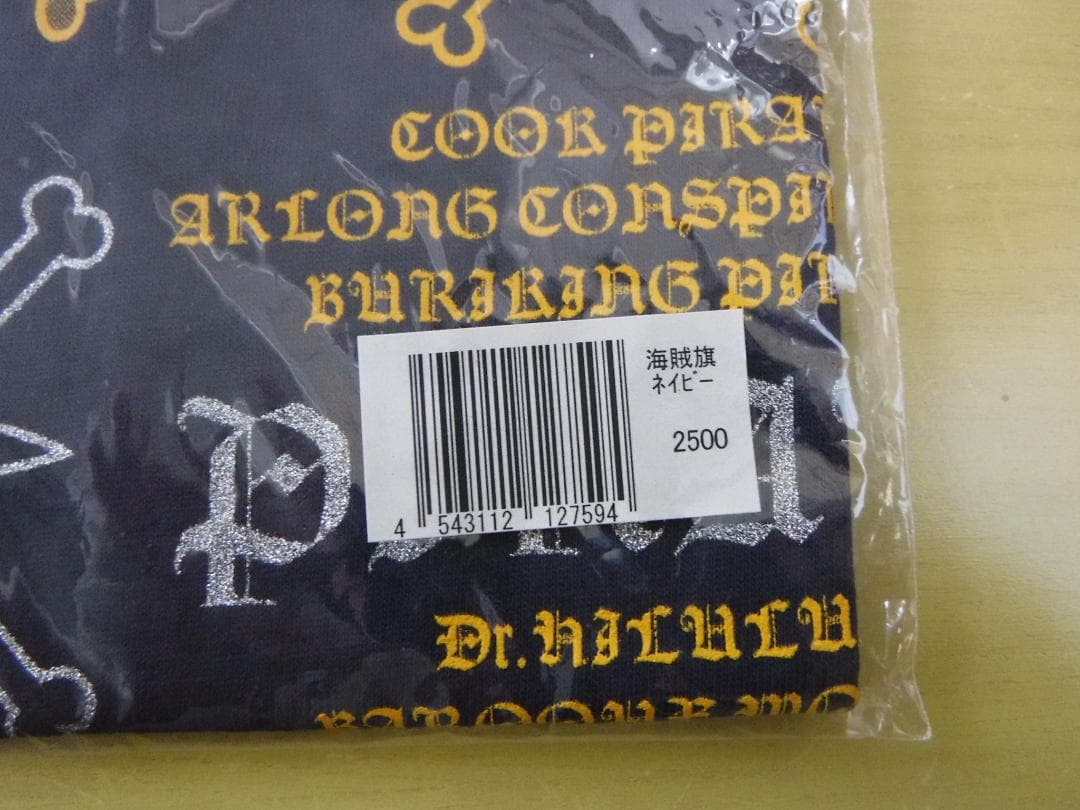 COOK PIRA
ARLONG CONSPI
BURIKING PI
海賊旗
ネイビー
2500
4 543112 127594
Dr.HILULU